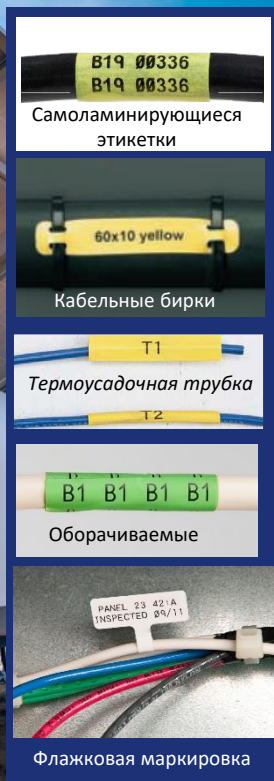 B19 00336
B19 00336
Самоламинирующиеся
этикетки
60x10 yellow
Кабельные бирки
T1
Термоусадочная трубка
T2
B1 B1 B1 B1
Оборачиваемые
PANEL 23 42:A
INSPECTED 09/11
Флажковая маркировка